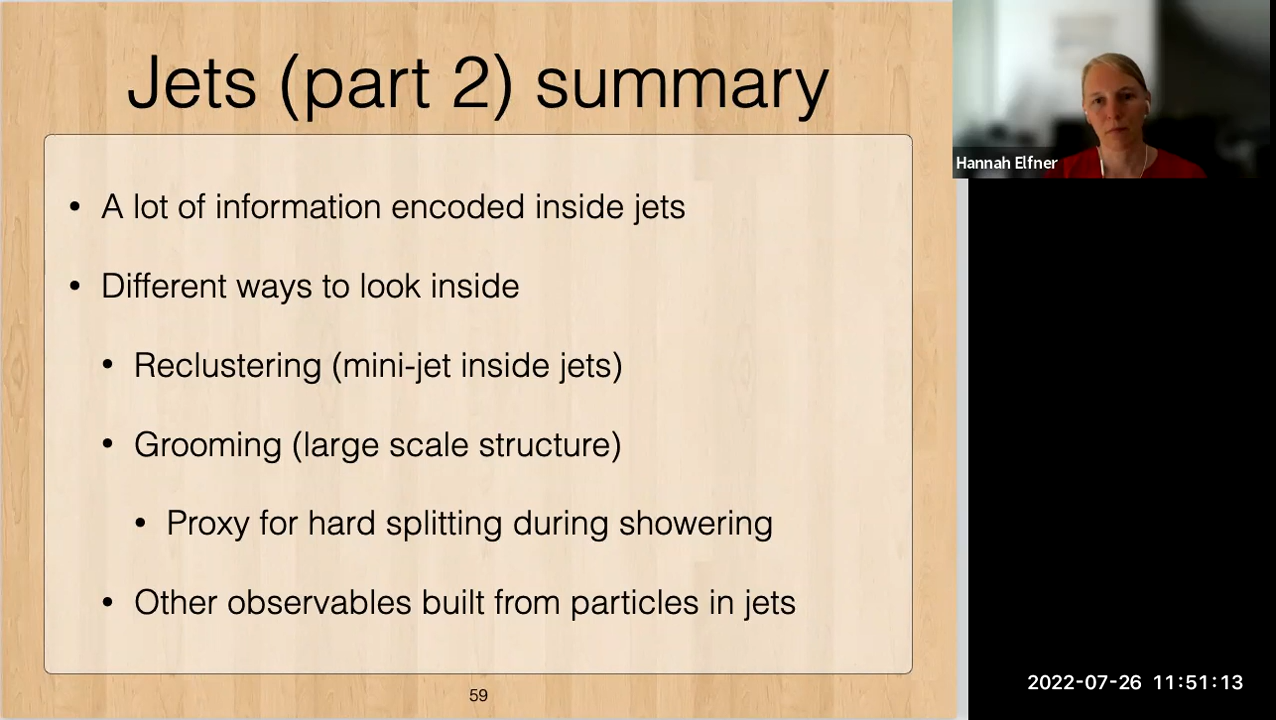 Jets (part 2) summary
• A lot of information encoded inside jets
• Different ways to look inside
• Reclustering (mini-jet inside jets)
• Grooming (large scale structure)
• Proxy for hard splitting during showering
• Other observables built from particles in jets
59
Hannah Elfner
2022-07-26 11:51:13